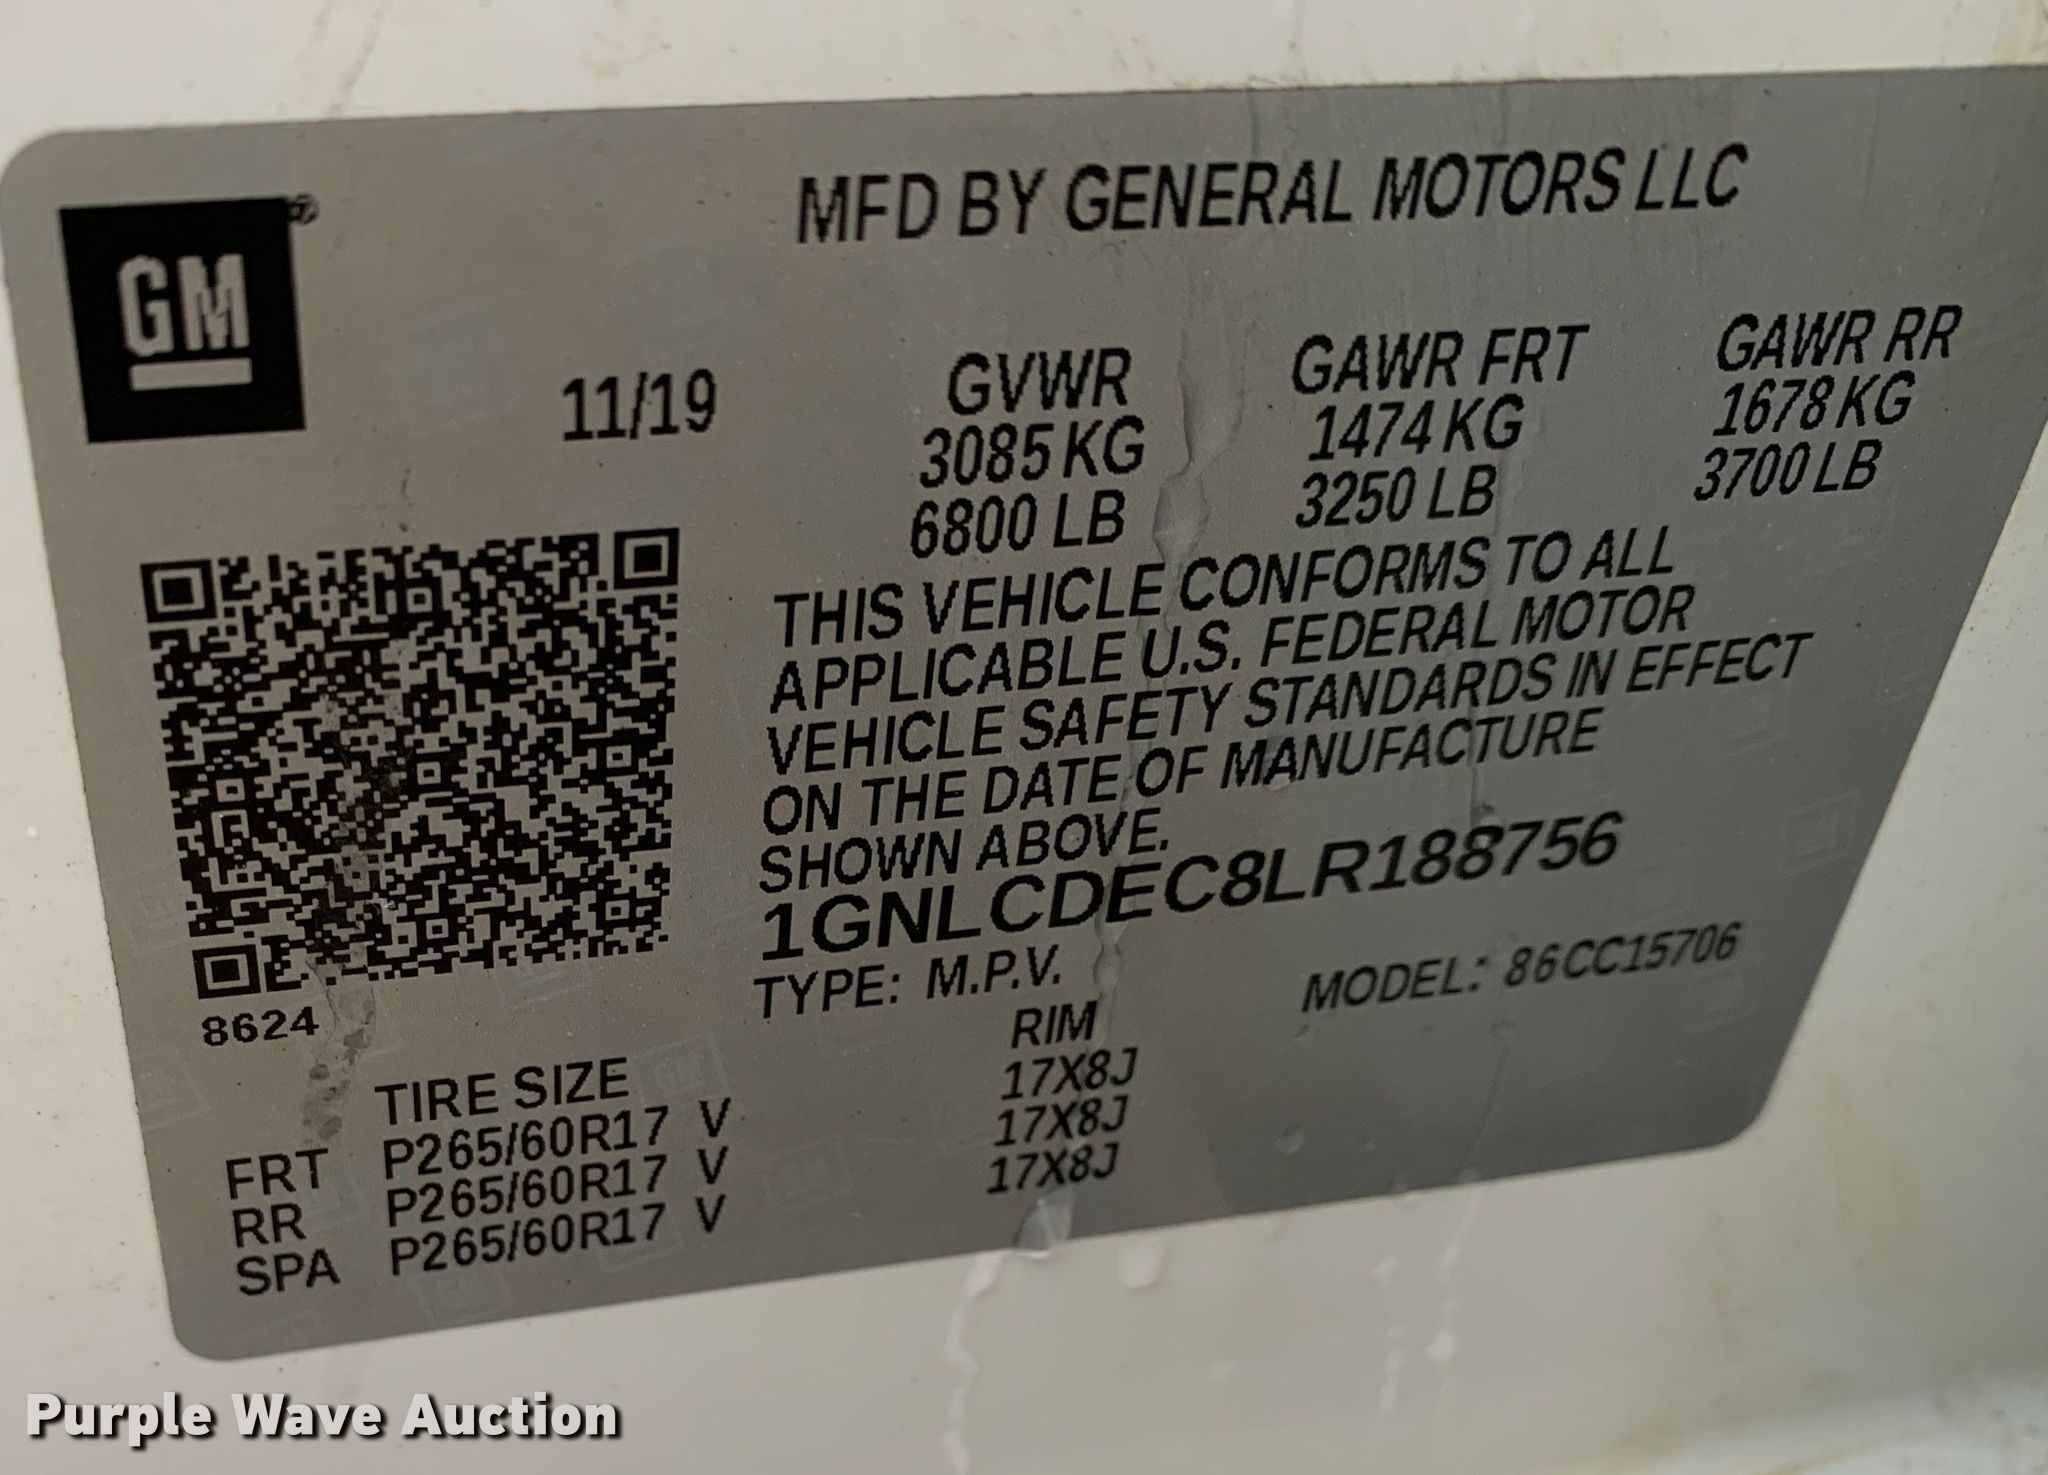 MFD BY GENERAL MOTORS LLC
GM®
11/19
GVWR GAWR FRT GAWR RR
3085 KG 1474 KG 1678 KG
6800 LB 3250 LB 3700 LB
THIS VEHICLE CONFORMS TO ALL
APPLICABLE U.S. FEDERAL MOTOR
VEHICLE SAFETY STANDARDS IN EFFECT
ON THE DATE OF MANUFACTURE
SHOWN ABOVE.
1GNLCDEC8LR188756
TYPE: M.P.V. MODEL: 86CC15706
8624
TIRE SIZE RIM
FRT P265/60R17 V 17X8J
RR P265/60R17 V 17X8J
SPA P265/60R17 V 17X8J
Purple Wave Auction